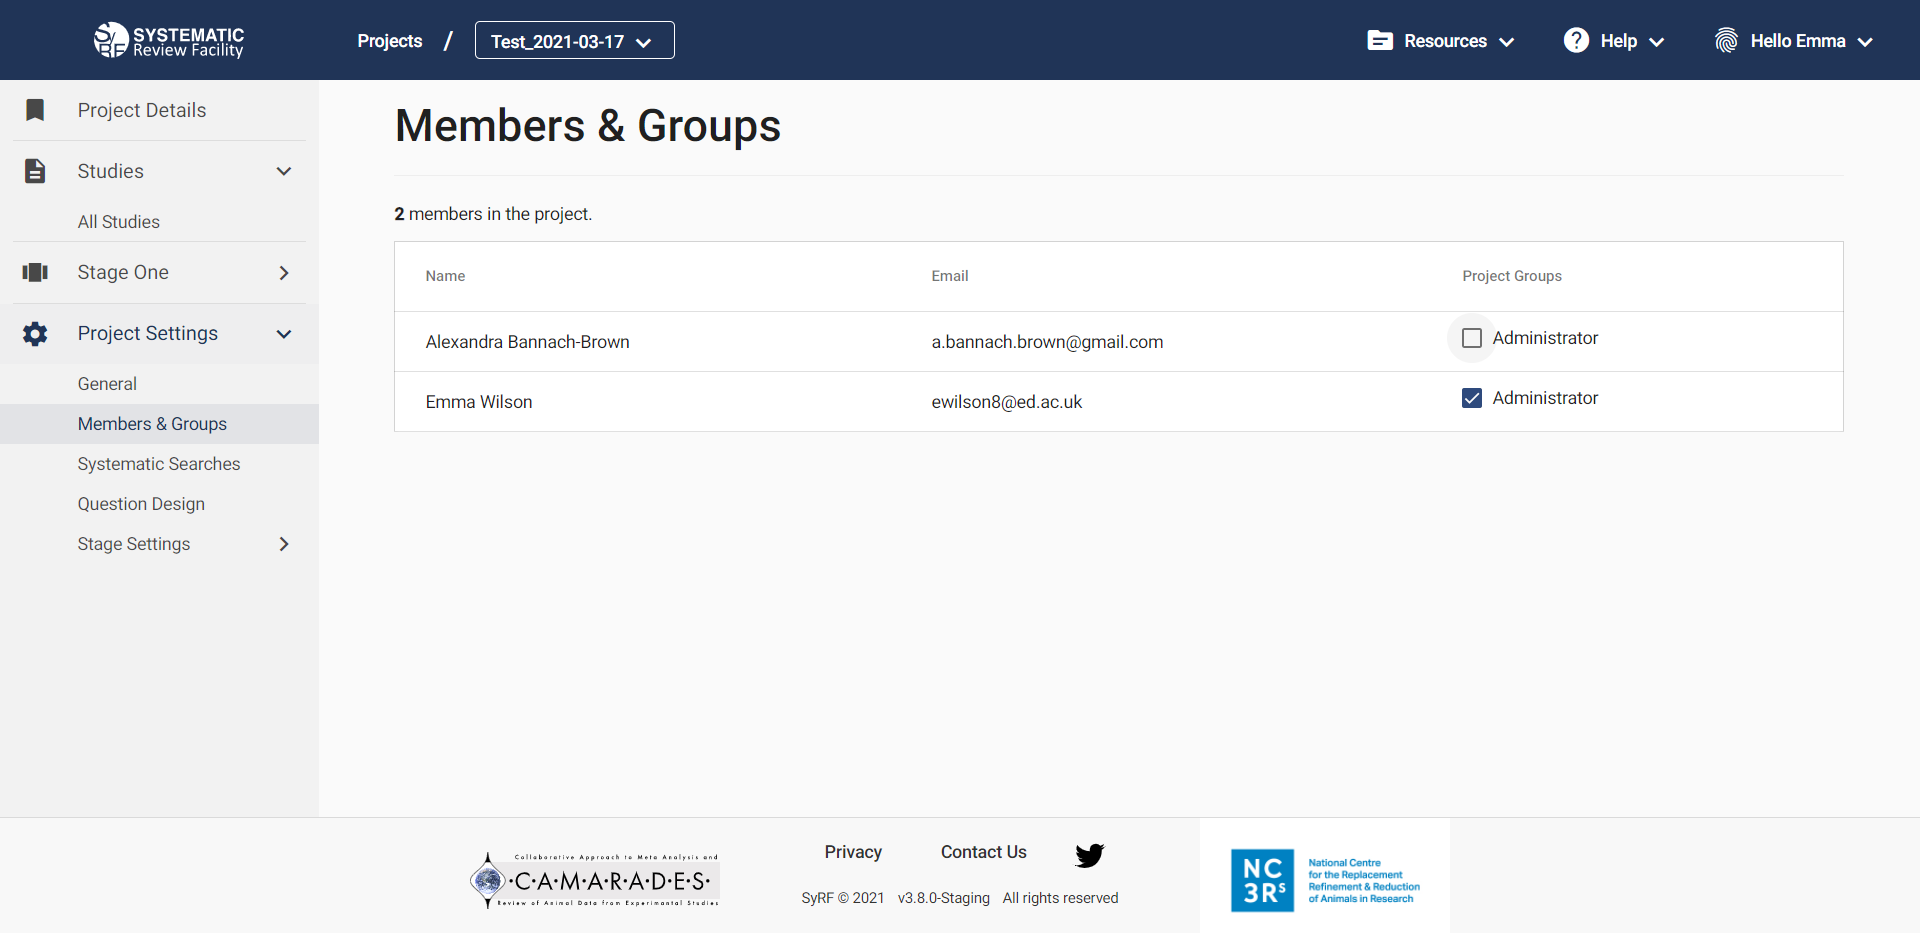 SyRF
SYSTEMATIC
Review Facility
Projects / Test_2021-03-17
Resources
Help
Hello Emma
Project Details
Studies
All Studies
Stage One
Project Settings
General
Members & Groups
Systematic Searches
Question Design
Stage Settings
Members & Groups
2 members in the project.
Name Email Project Groups
Alexandra Bannach-Brown a.bannach.brown@gmail.com Administrator
Emma Wilson ewilson8@ed.ac.uk Administrator
Collaborative Approach to Meta Analysis and
·C·A·M·A·R·A·D·E·S·
Review of Animal Data from Experimental Studies
Privacy Contact Us
SyRF © 2021 v3.8.0-Staging All rights reserved
NC
3Rs
National Centre
for the Replacement
Refinement & Reduction
of Animals in Research